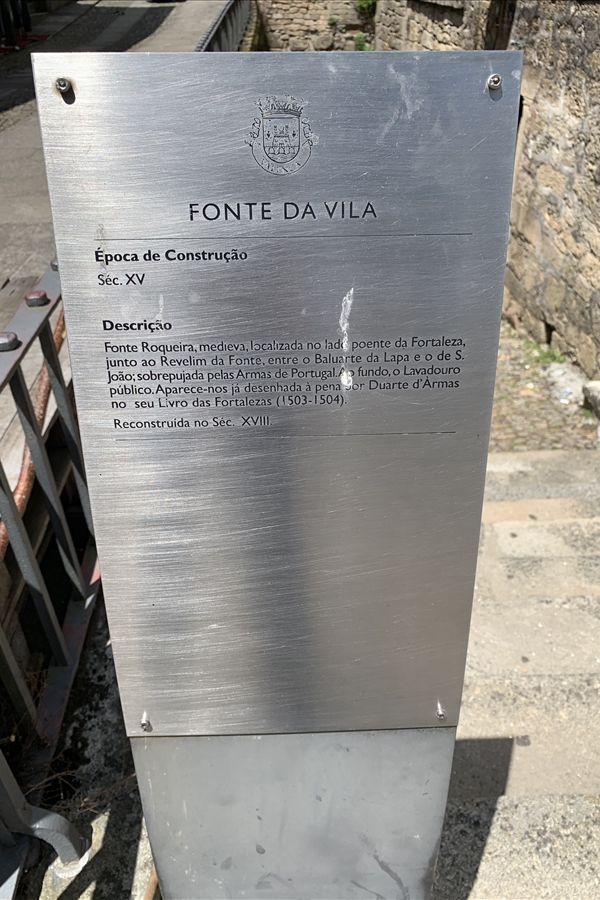 FONTE DA VILA
Época de Construção
Séc. XV
Descrição
Fonte Roqueira, medieva, localizada no lado poente da Fortaleza,
junto ao Revelim da Fonte, entre o Baluarte da Lapa e o de S.
João; sobrepujada pelas Armas de Portugal. Ao fundo, o Lavadouro
público. Aparece-nos já desenhada à pena por Duarte d'Àrmas
no seu Livro das Fortalezas (1503-1504).
Reconstruída no Séc. XVIII.